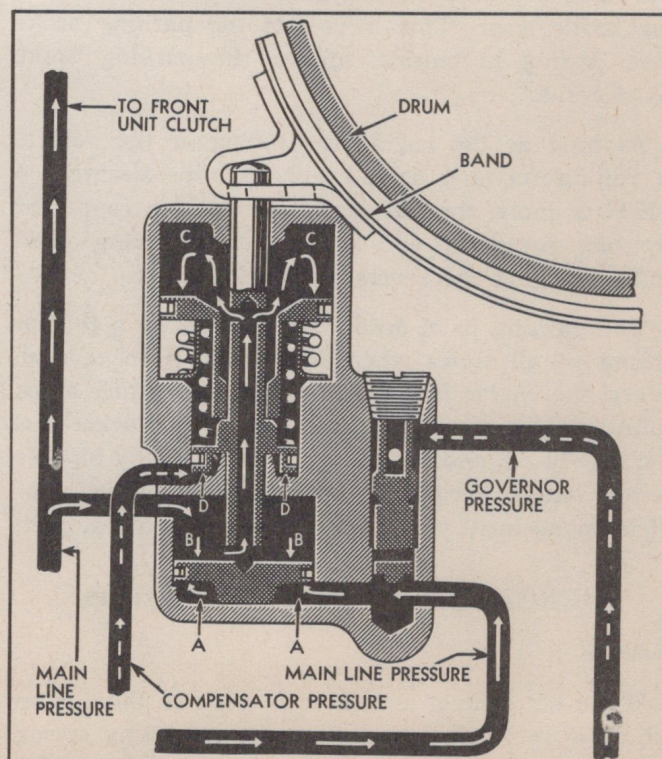 TO FRONT
UNIT CLUTCH
DRUM
BAND
C
C
D
D
GOVERNOR
PRESSURE
B
B
A
A
MAIN
LINE
PRESSURE
MAIN LINE PRESSURE
COMPENSATOR PRESSURE